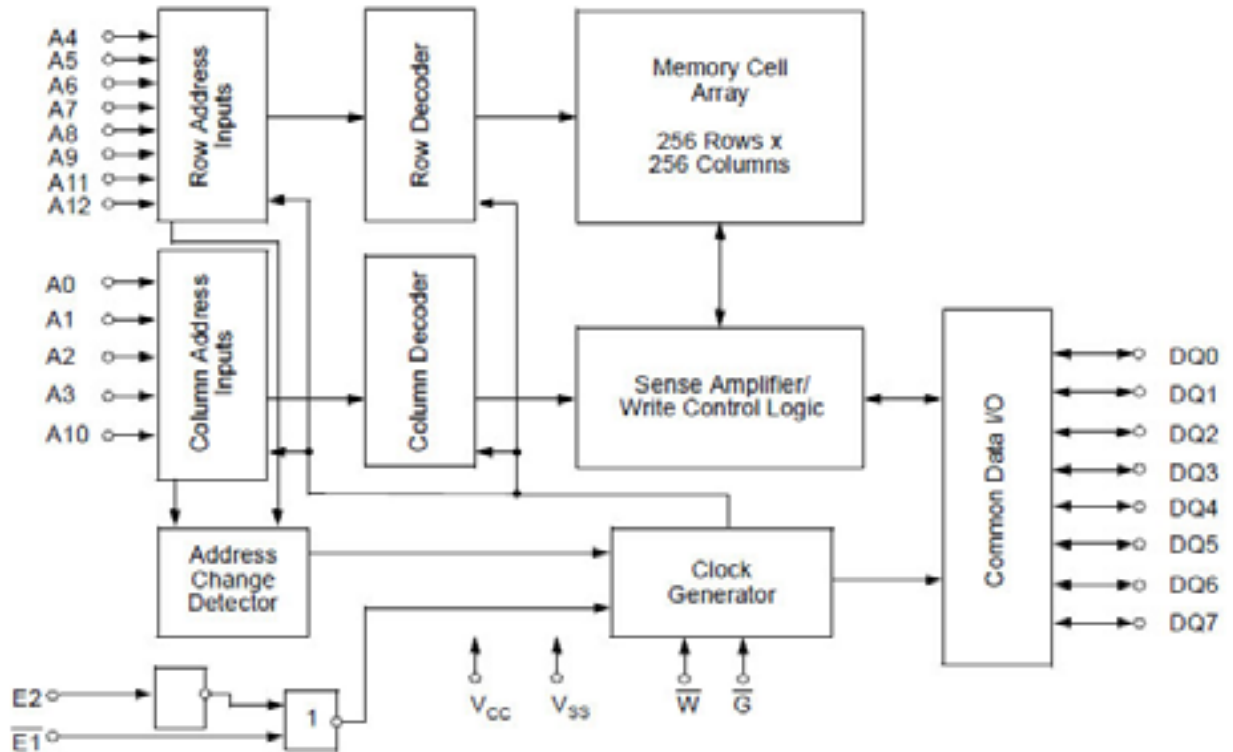 A4
A5
A6
A7
A8
A9
A11
A12
Row Address
Inputs
Row Decoder
Memory Cell
Array
256 Rows x
256 Columns
A0
A1
A2
A3
A10
Column Address
Inputs
Column Decoder
Sense Amplifier/
Write Control Logic
Common Data I/O
DQ0
DQ1
DQ2
DQ3
DQ4
DQ5
DQ6
DQ7
Address
Change
Detector
Clock
Generator
E2
E1
1
VCC
VSS
W
G